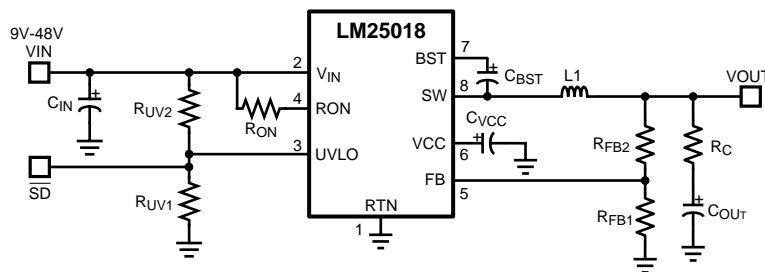 LM25018
9V-48V
VIN
7
BST
2
VIN
CBST
L1
VOUT
8
SW
CIN
RUV2
4
RON
RON
CVCC
3
UVLO
VCC
6
RFB2
RC
SD
FB
5
RUV1
RTN
1
RFB1
COUT